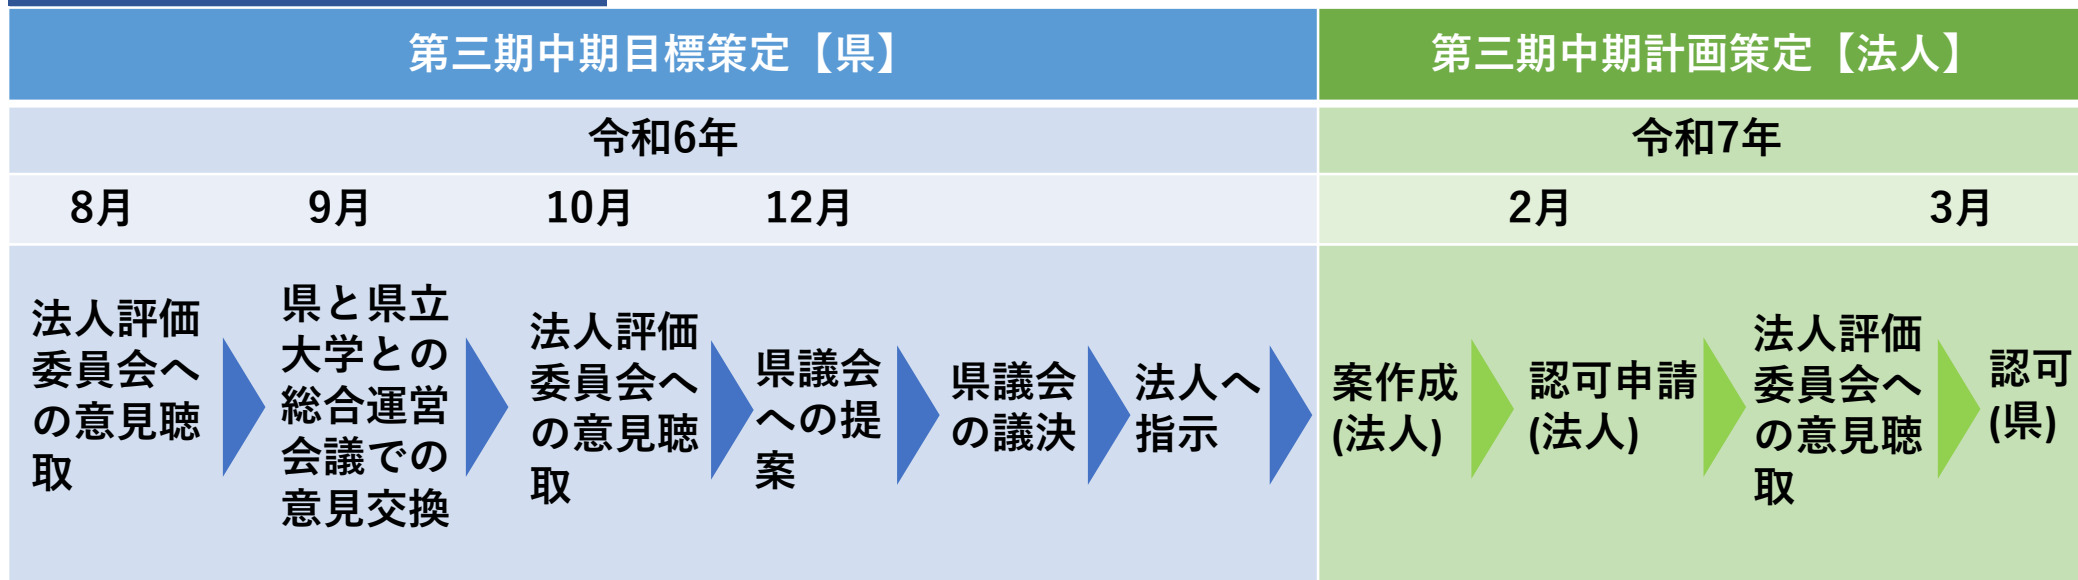 第三期中期目標策定【県】
第三期中期計画策定【法人】
令和6年
令和7年
8月
9月
10月
12月
2月
3月
法人評価
委員会へ
の意見聴
取
県と県立
大学との
総合運営
会議での
意見交換
法人評価
委員会へ
の意見聴
取
県議会
への提
案
県議会
の議決
法人へ
指示
案作成
(法人)
認可申請
(法人)
法人評価
委員会へ
の意見聴
取
認可
(県)